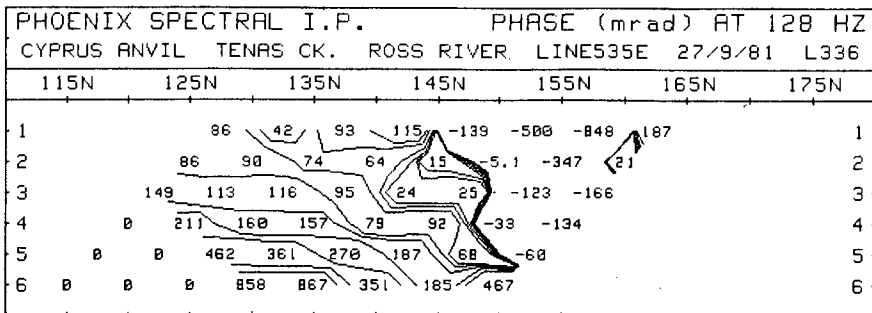 PHOENIX SPECTRAL I.P. PHASE (mrad) AT 128 HZ
CYPRUS ANVIL TENAS CK. ROSS RIVER LINE535E 27/9/81 L336
115N 125N 135N 145N 155N 165N 175N
1 86 42 93 115 -139 -500 -848 187 1
2 86 90 74 64 15 -5.1 -347 21 2
3 149 113 116 95 24 25 -123 -166 3
4 0 211 160 157 79 92 -33 -134 4
5 0 0 462 361 270 187 68 -60 5
6 0 0 0 858 867 351 185 467 6